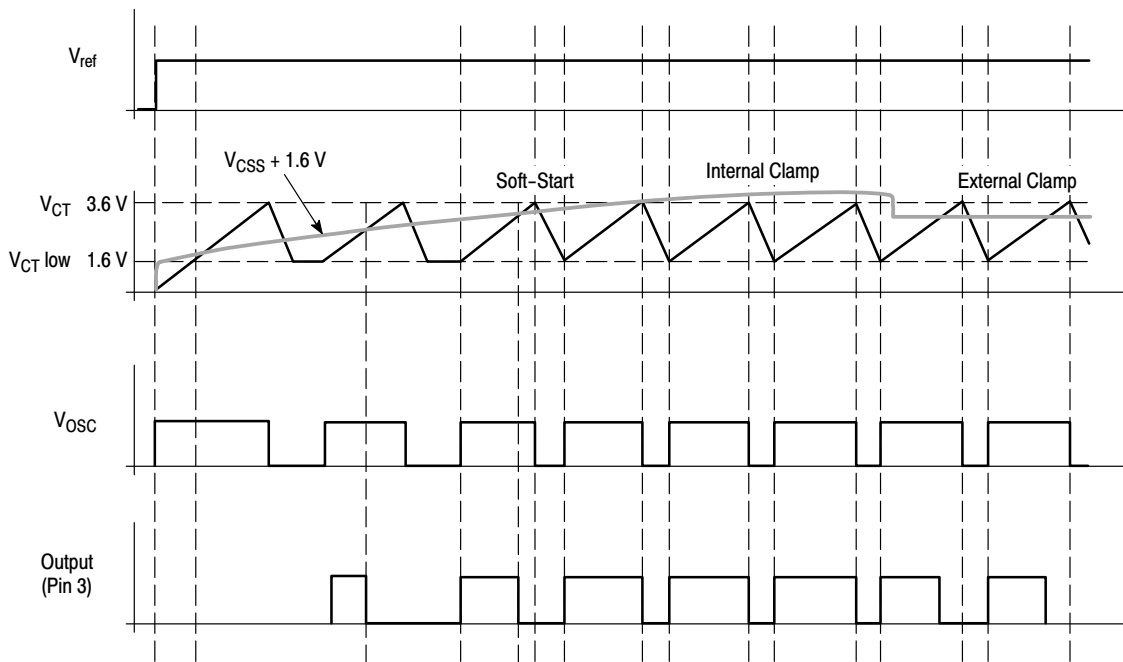 V_ref
V_CSS + 1.6 V
Soft–Start
Internal Clamp
External Clamp
V_CT 3.6 V
V_CT low 1.6 V
V_OSC
Output
(Pin 3)